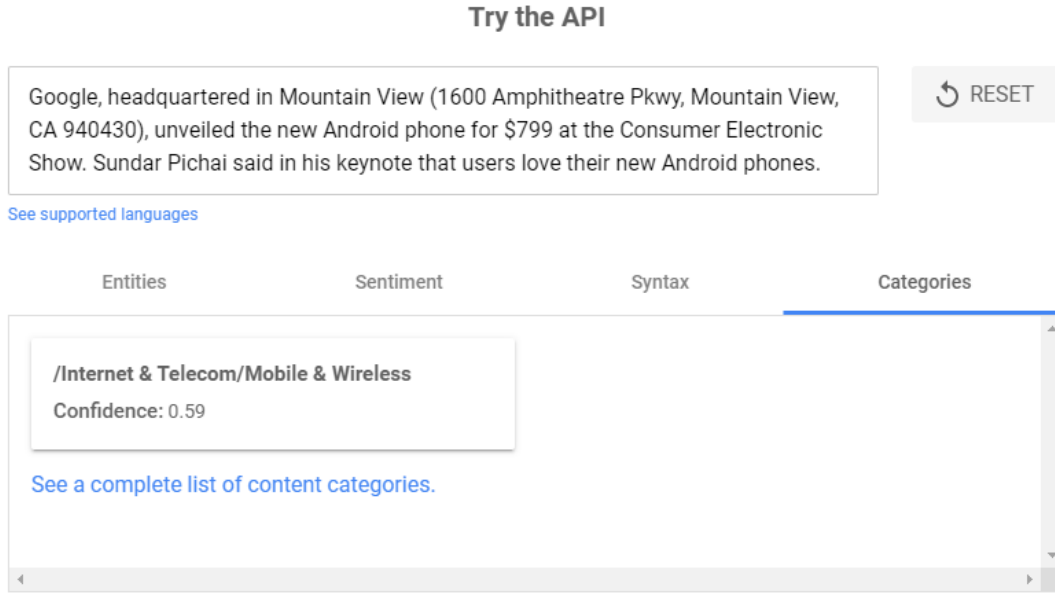 Try the API
Google, headquartered in Mountain View (1600 Amphitheatre Pkwy, Mountain View,
CA 940430), unveiled the new Android phone for $799 at the Consumer Electronic
Show. Sundar Pichai said in his keynote that users love their new Android phones.
RESET
See supported languages
Entities
Sentiment
Syntax
Categories
/Internet & Telecom/Mobile & Wireless
Confidence: 0.59
See a complete list of content categories.